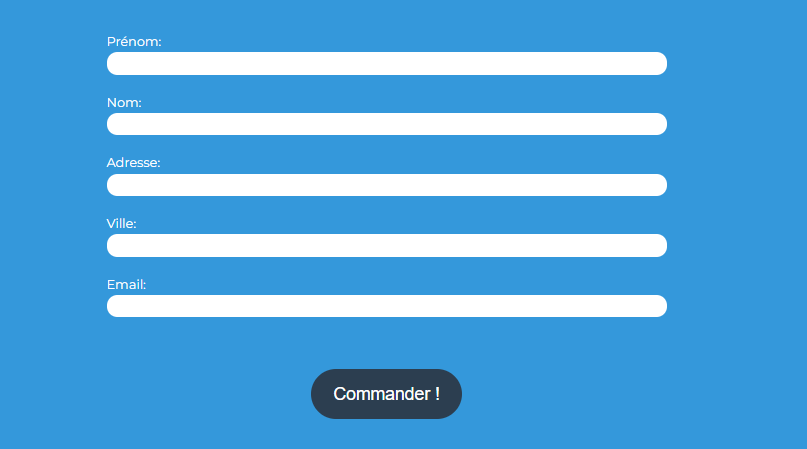 Prénom:
Nom:
Adresse:
Ville:
Email:
Commander !